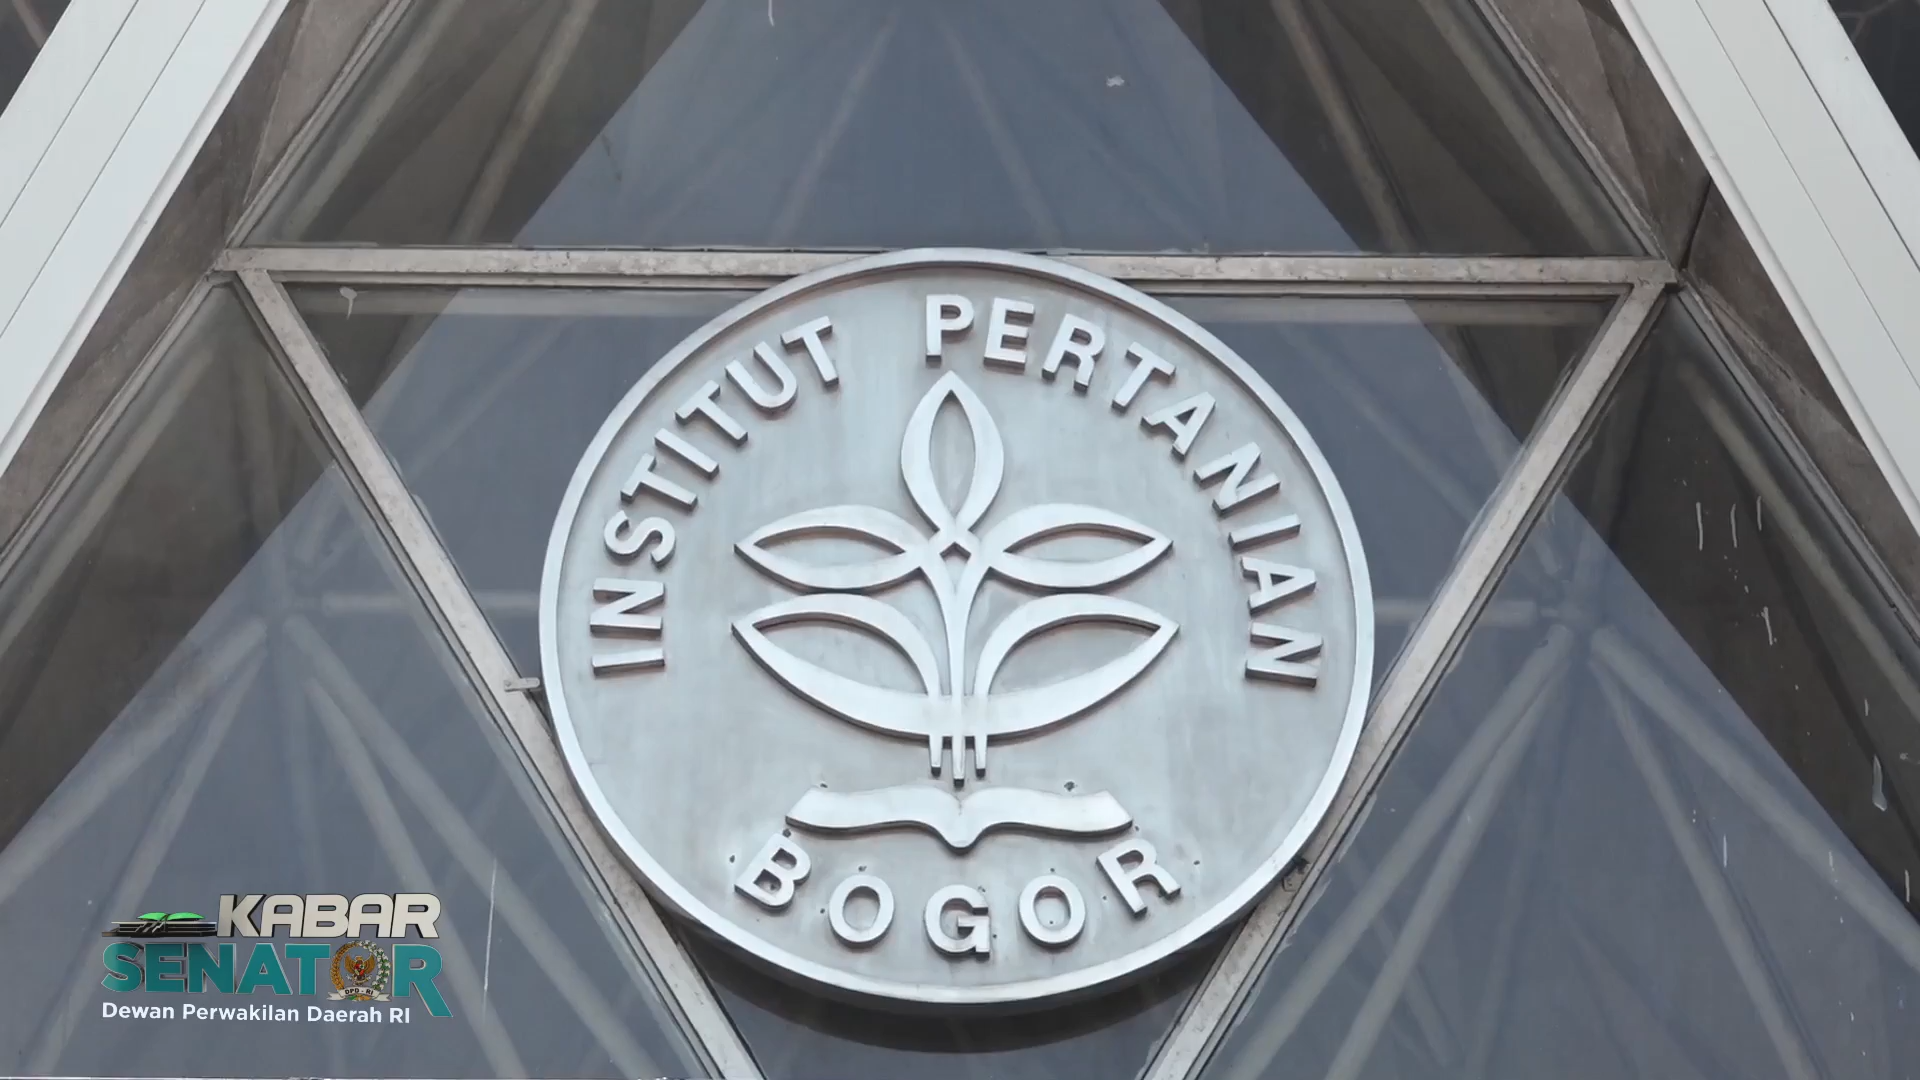 INSTITUT PERTANIAN
BOGOR
KABAR
SENATOR
DPD - RI
Dewan Perwakilan Daerah RI